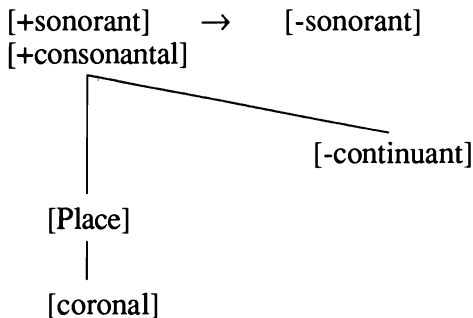 [+sonorant] → [-sonorant]
[+consonantal]
[-continuant]
[Place]
[coronal]